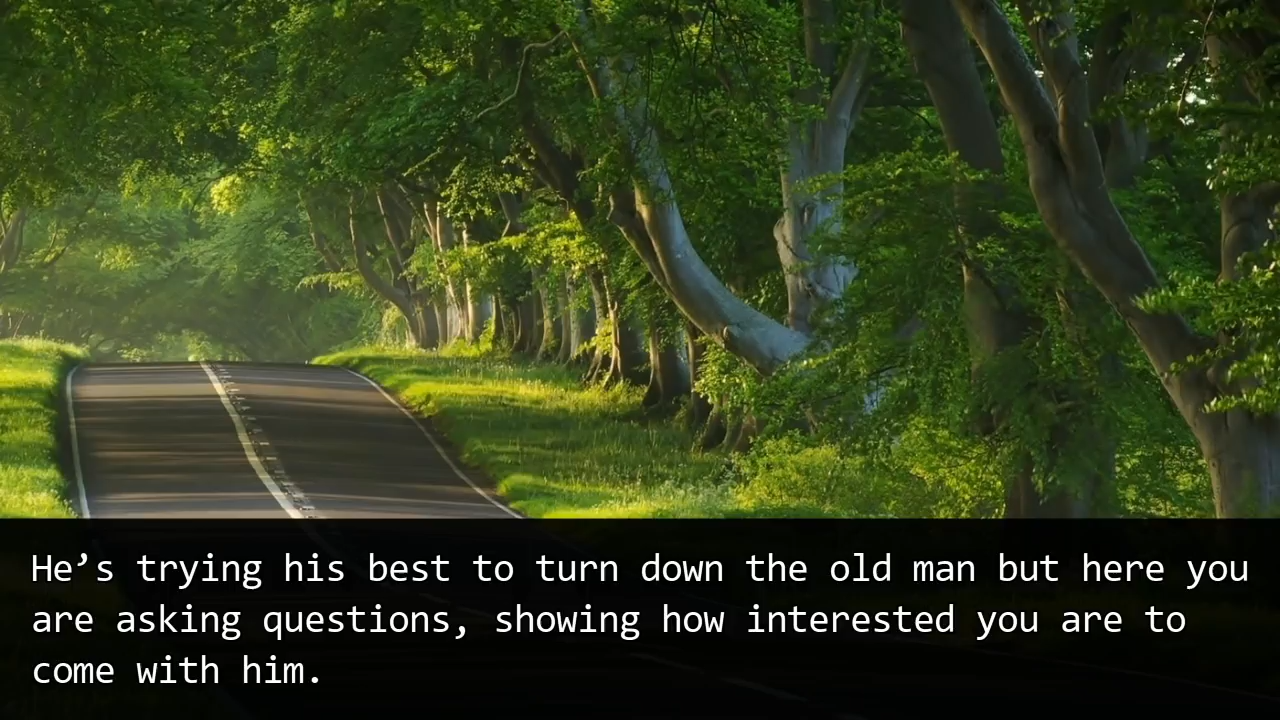 He’s trying his best to turn down the old man but here you
are asking questions, showing how interested you are to
come with him.